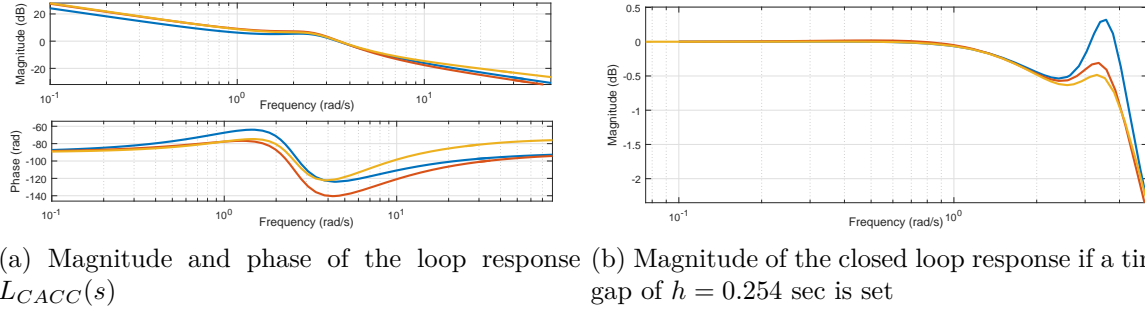 20
0
-20
Magnitude (dB)
10^-1
10^0
10^1
Frequency (rad/s)
-60
-80
-100
-120
-140
Phase (rad)
10^-1
10^0
10^1
Frequency (rad/s)
0.5
0
-0.5
-1
-1.5
-2
Magnitude (dB)
10^-1
10^0
Frequency (rad/s)
(a) Magnitude and phase of the loop response
L_CACC(s)
(b) Magnitude of the closed loop response if a
gap of h = 0.254 sec is set